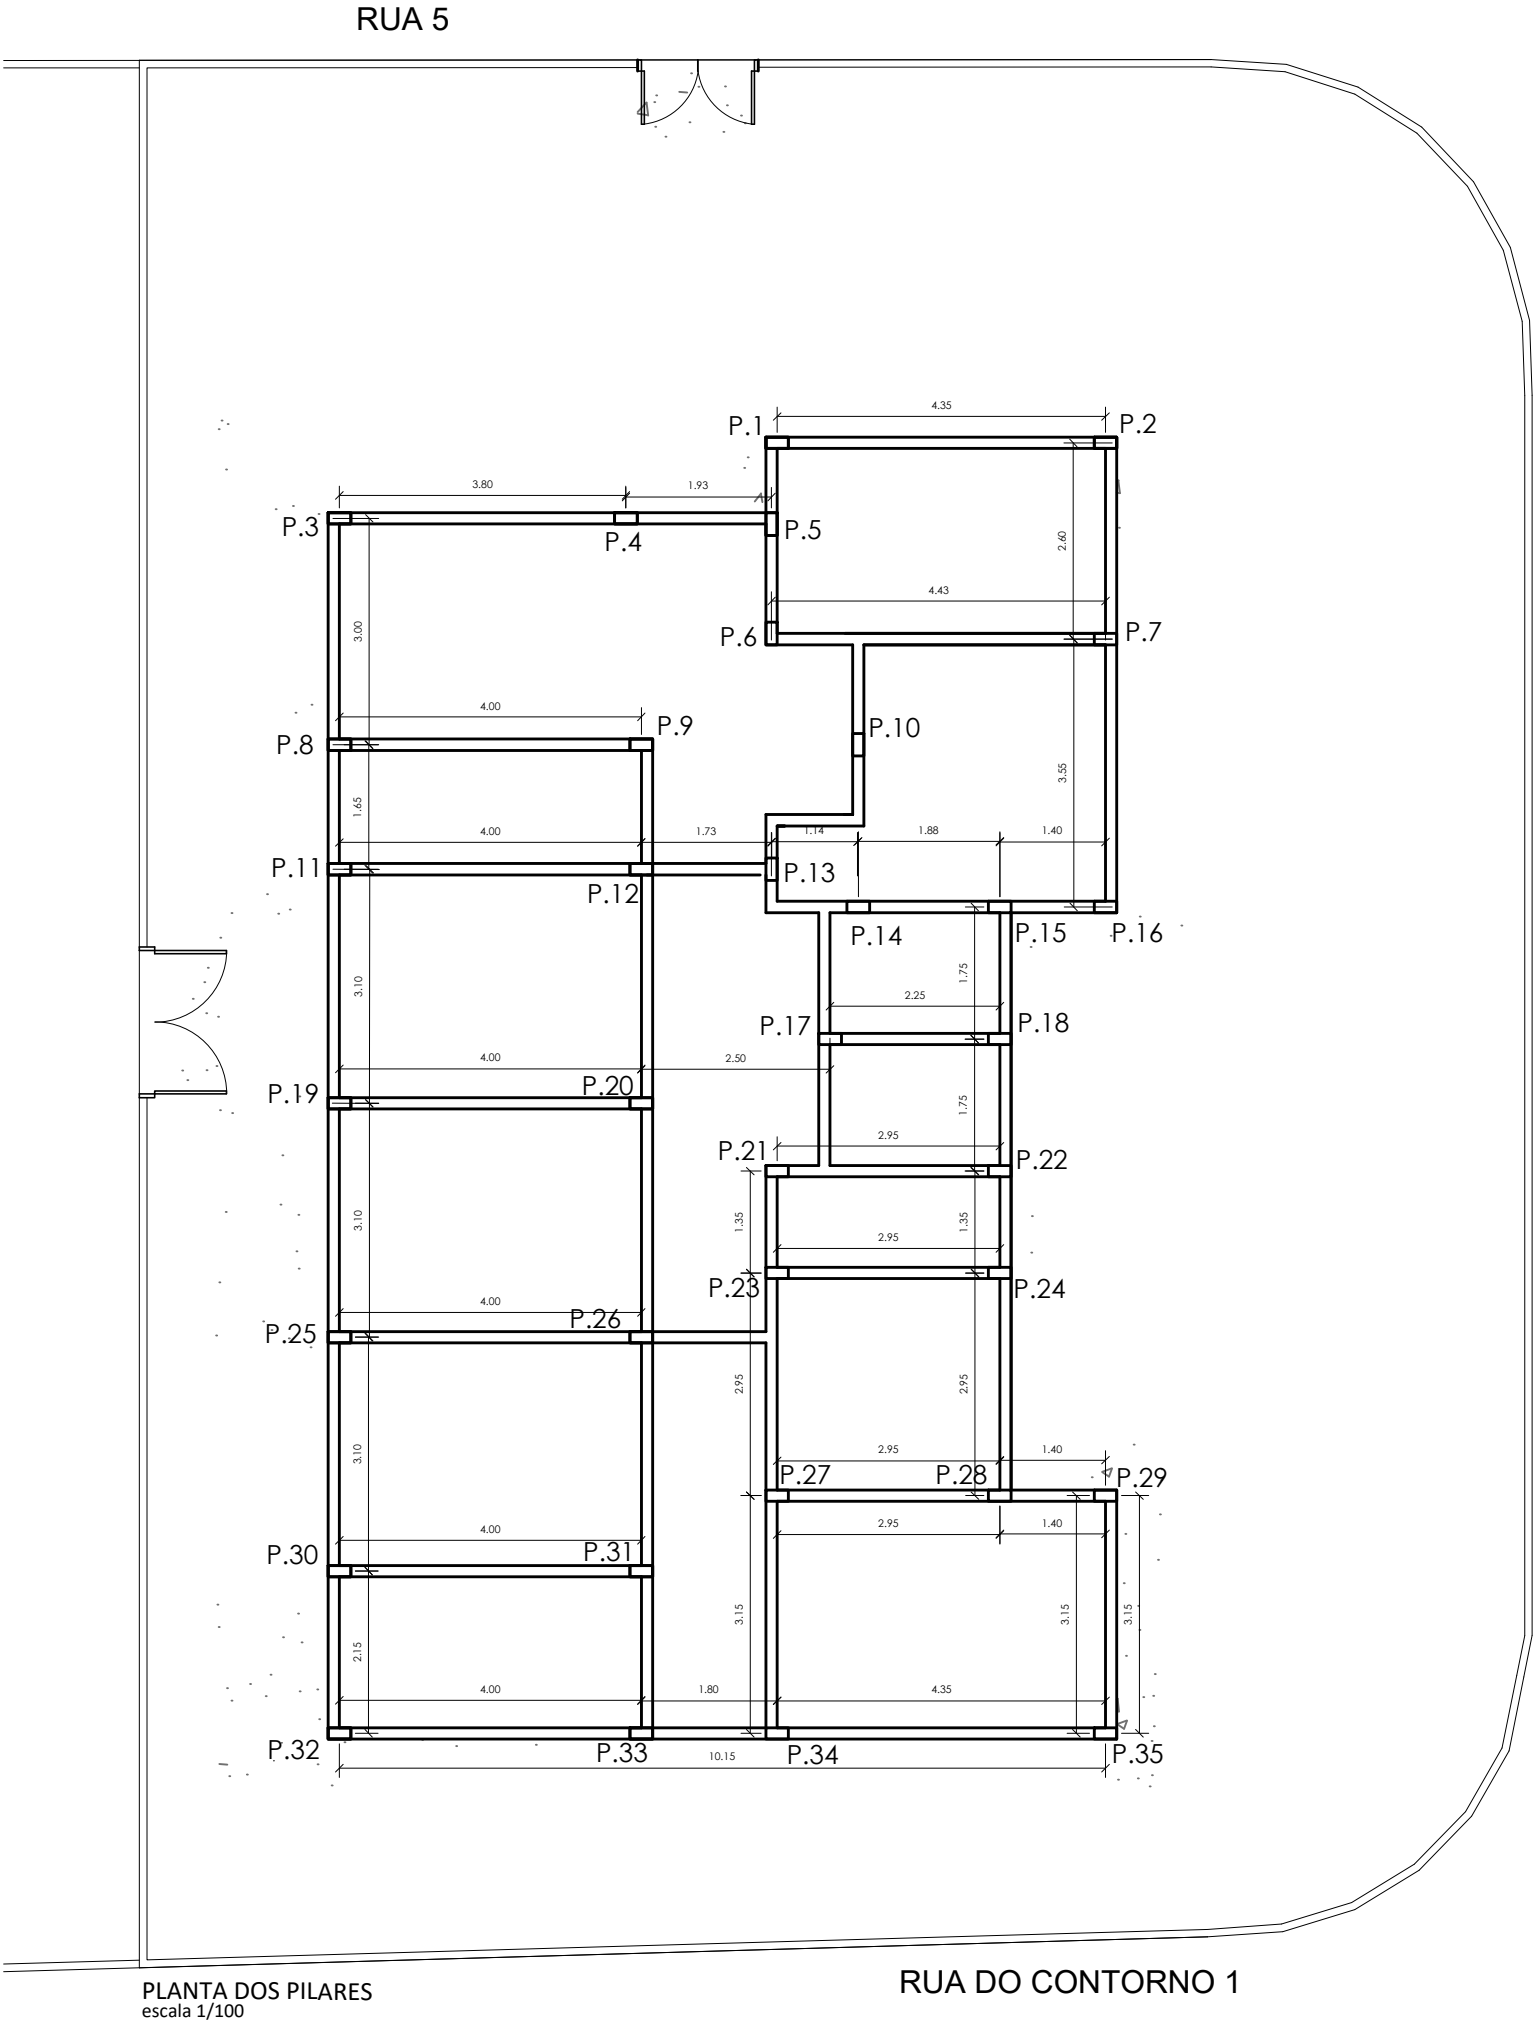 RUA 5
4.35
P.1
P.2
3.80
1.93
P.3
P.4
P.5
2.60
4.43
3.00
P.6
P.7
4.00
P.9
P.8
P.10
3.55
1.65
4.00
1.73
1.14
1.88
1.40
P.11
P.12
P.13
P.14
P.15
P.16
1.75
3.10
2.25
P.17
P.18
4.00
2.50
P.19
P.20
1.75
2.95
P.21
P.22
3.10
1.35
1.35
2.95
P.23
P.24
4.00
P.25
P.26
2.95
2.95
3.10
2.95
1.40
P.27
P.28
P.29
4.00
2.95
1.40
P.30
P.31
3.15
3.15
3.15
2.15
4.00
1.80
4.35
P.32
P.33
P.34
P.35
10.15
RUA DO CONTORNO 1
PLANTA DOS PILARES
escala 1/100